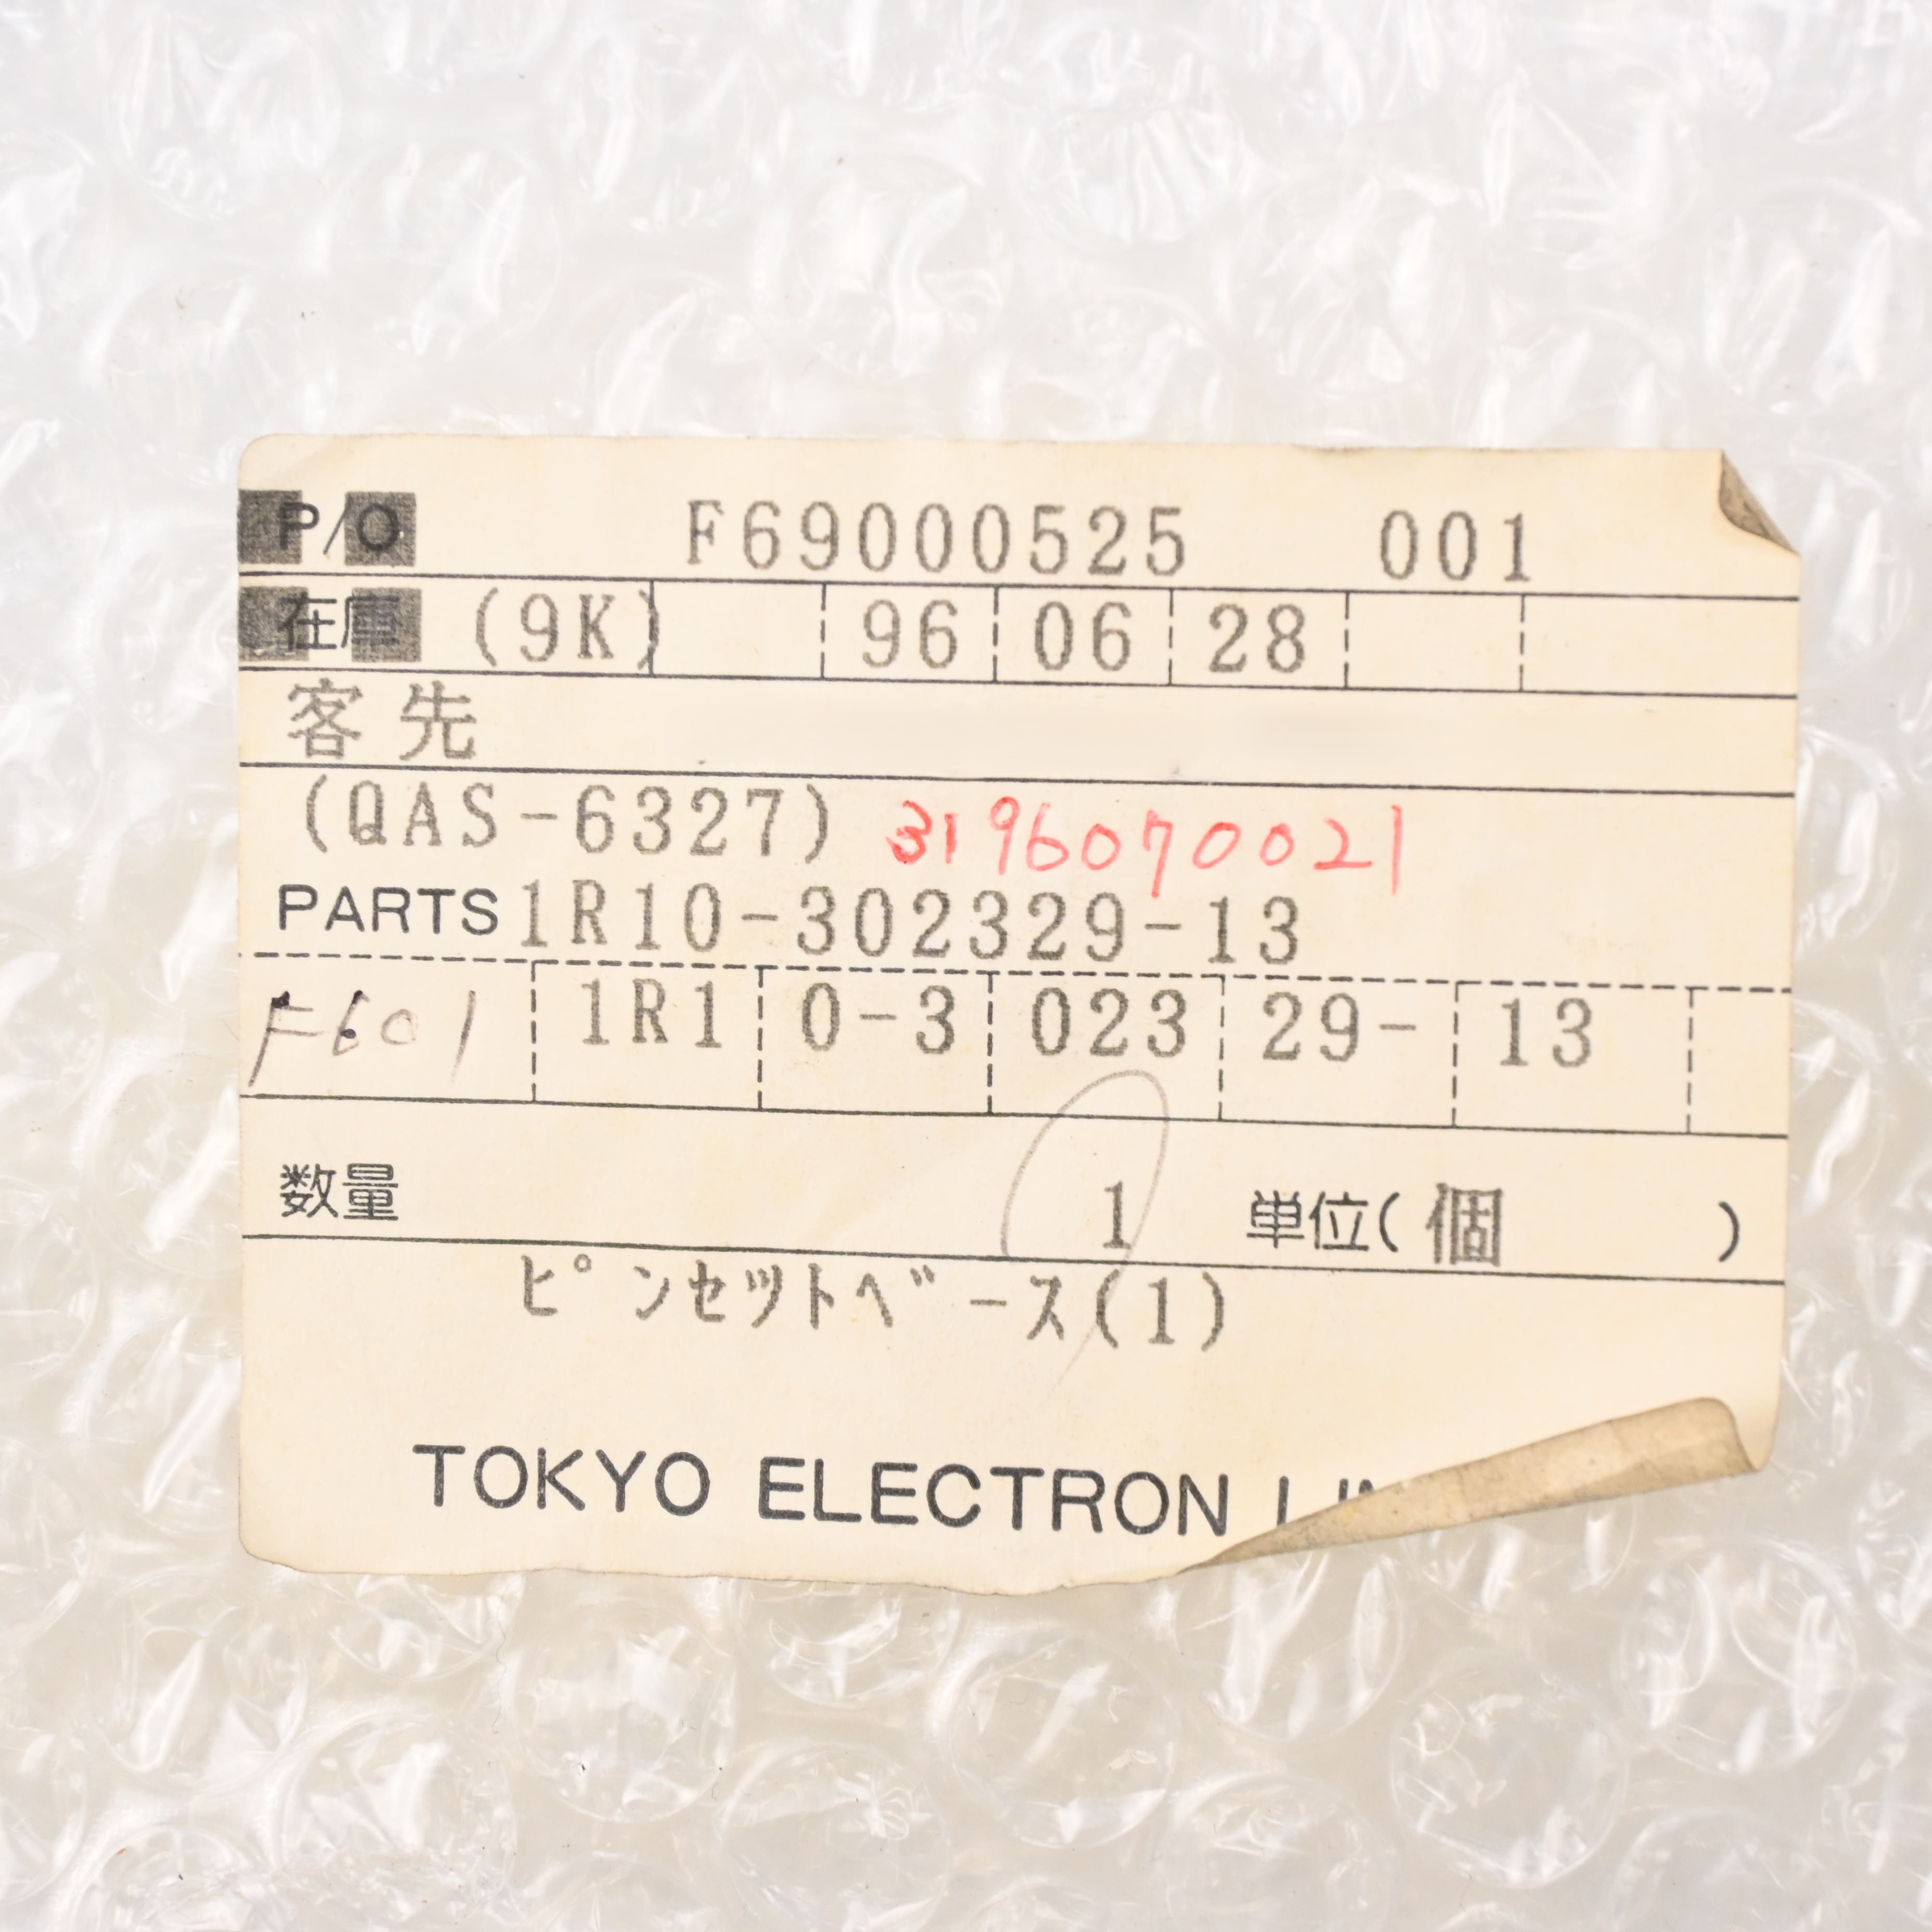 P/O F69000525 001
在庫 (9K) 96 06 28
客先
(QAS-6327) 3196070021
PARTS 1R10-302329-13
F601 1R1 0-3 023 29- 13
数量 1 単位(個 )
ﾋﾟﾝｾｯﾄﾍﾞｰｽ(1)
TOKYO ELECTRON